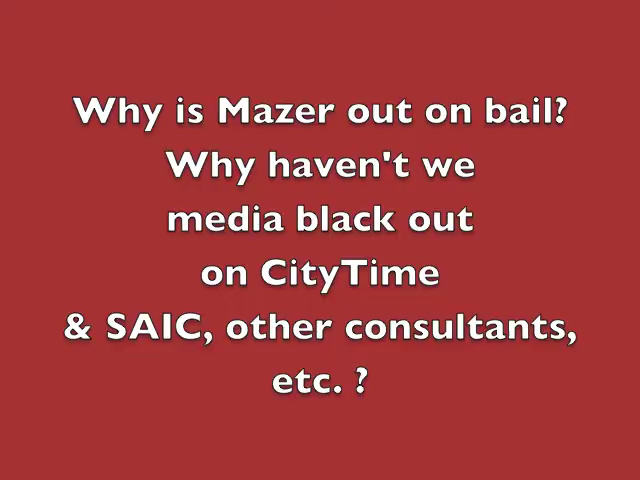 Why is Mazer out on bail?
Why haven't we
media black out
on CityTime
& SAIC, other consultants,
etc. ?